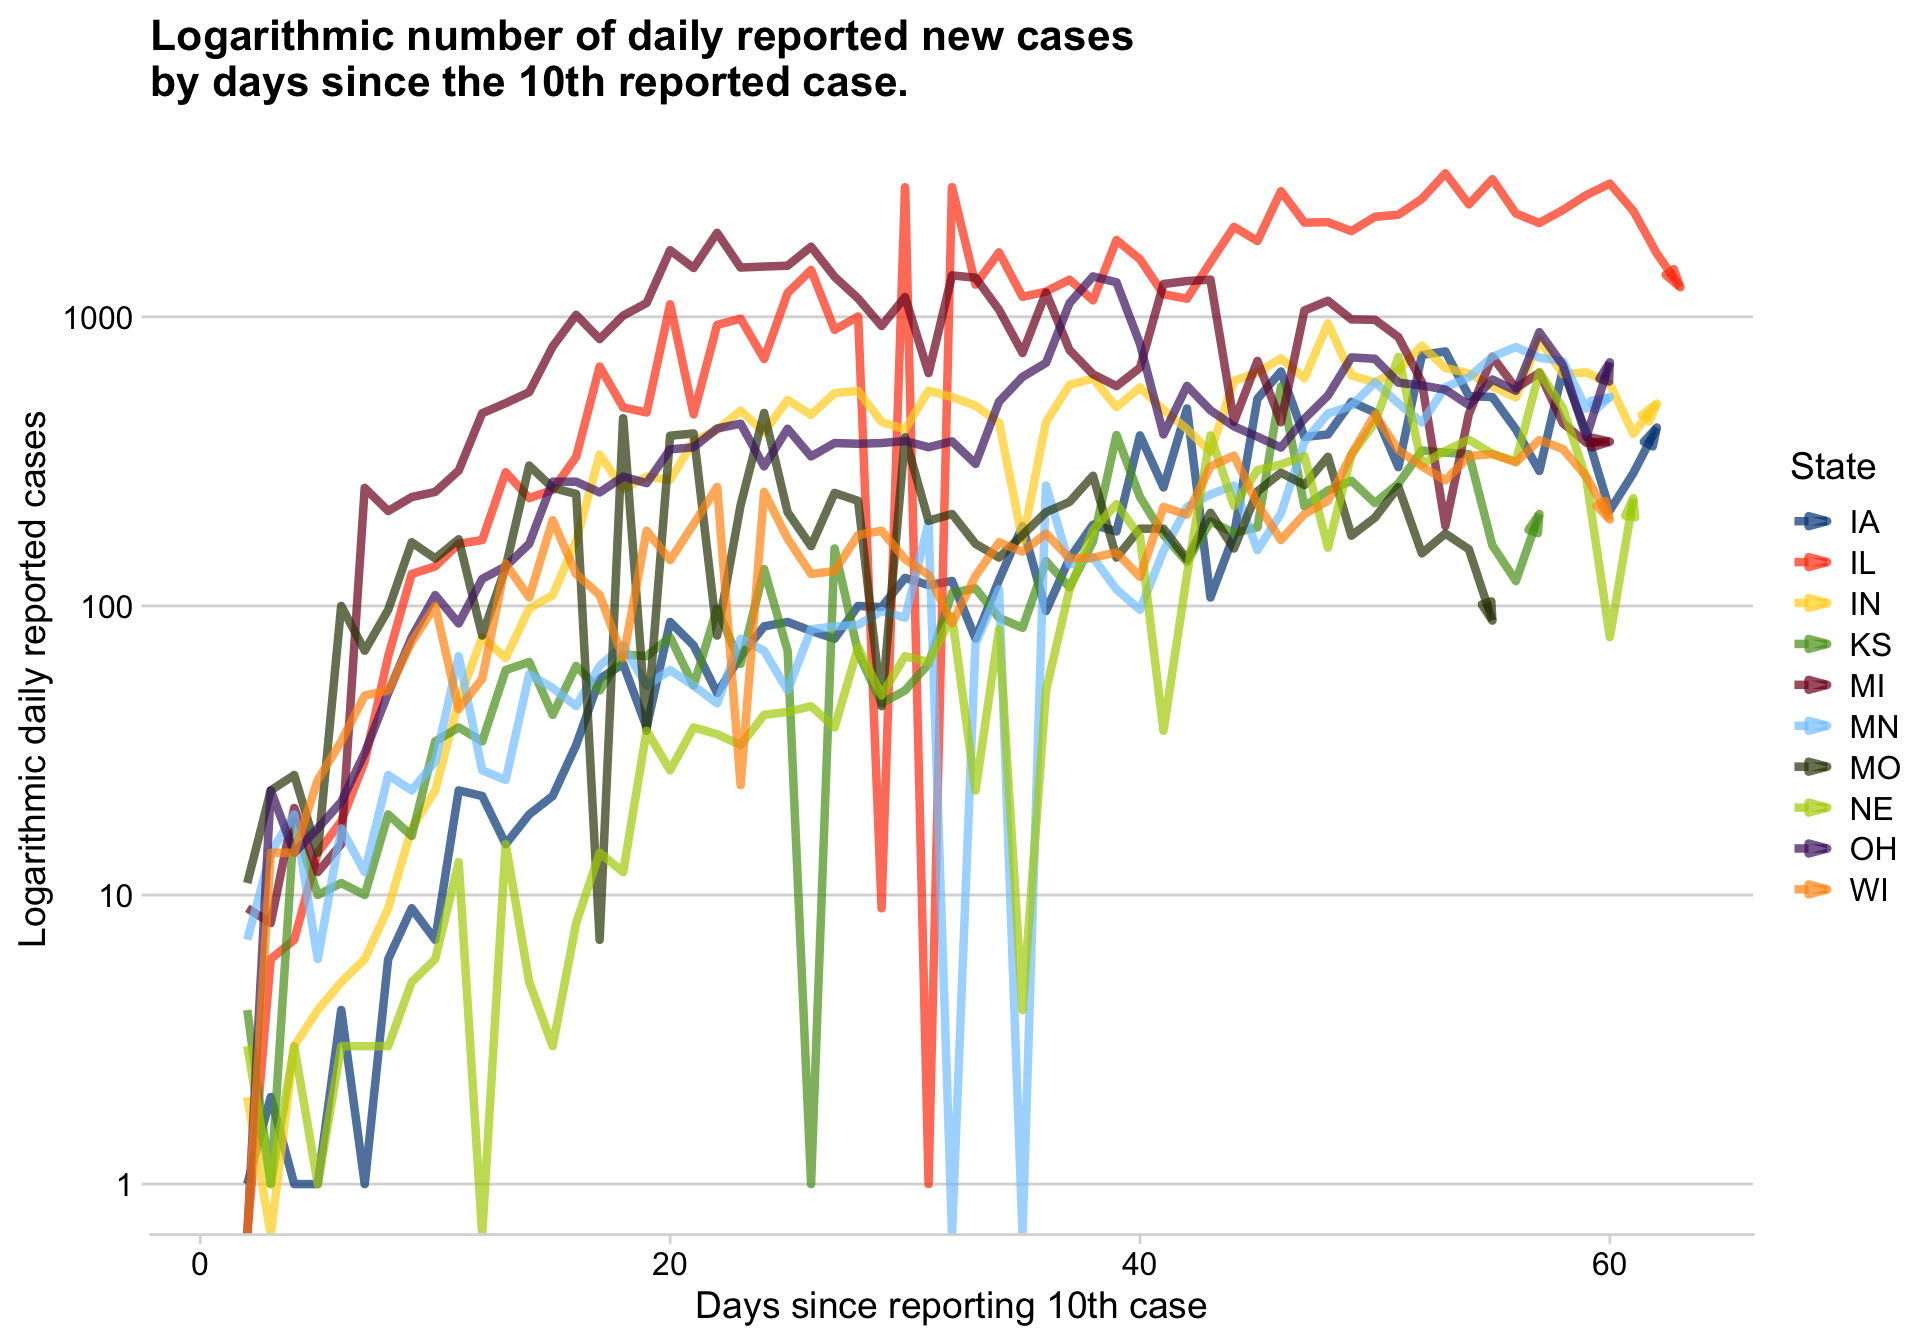 Logarithmic number of daily reported new cases
by days since the 10th reported case.
Logarithmic daily reported cases
1000
100
10
1
0
20
40
60
Days since reporting 10th case
State
IA
IL
IN
KS
MI
MN
MO
NE
OH
WI